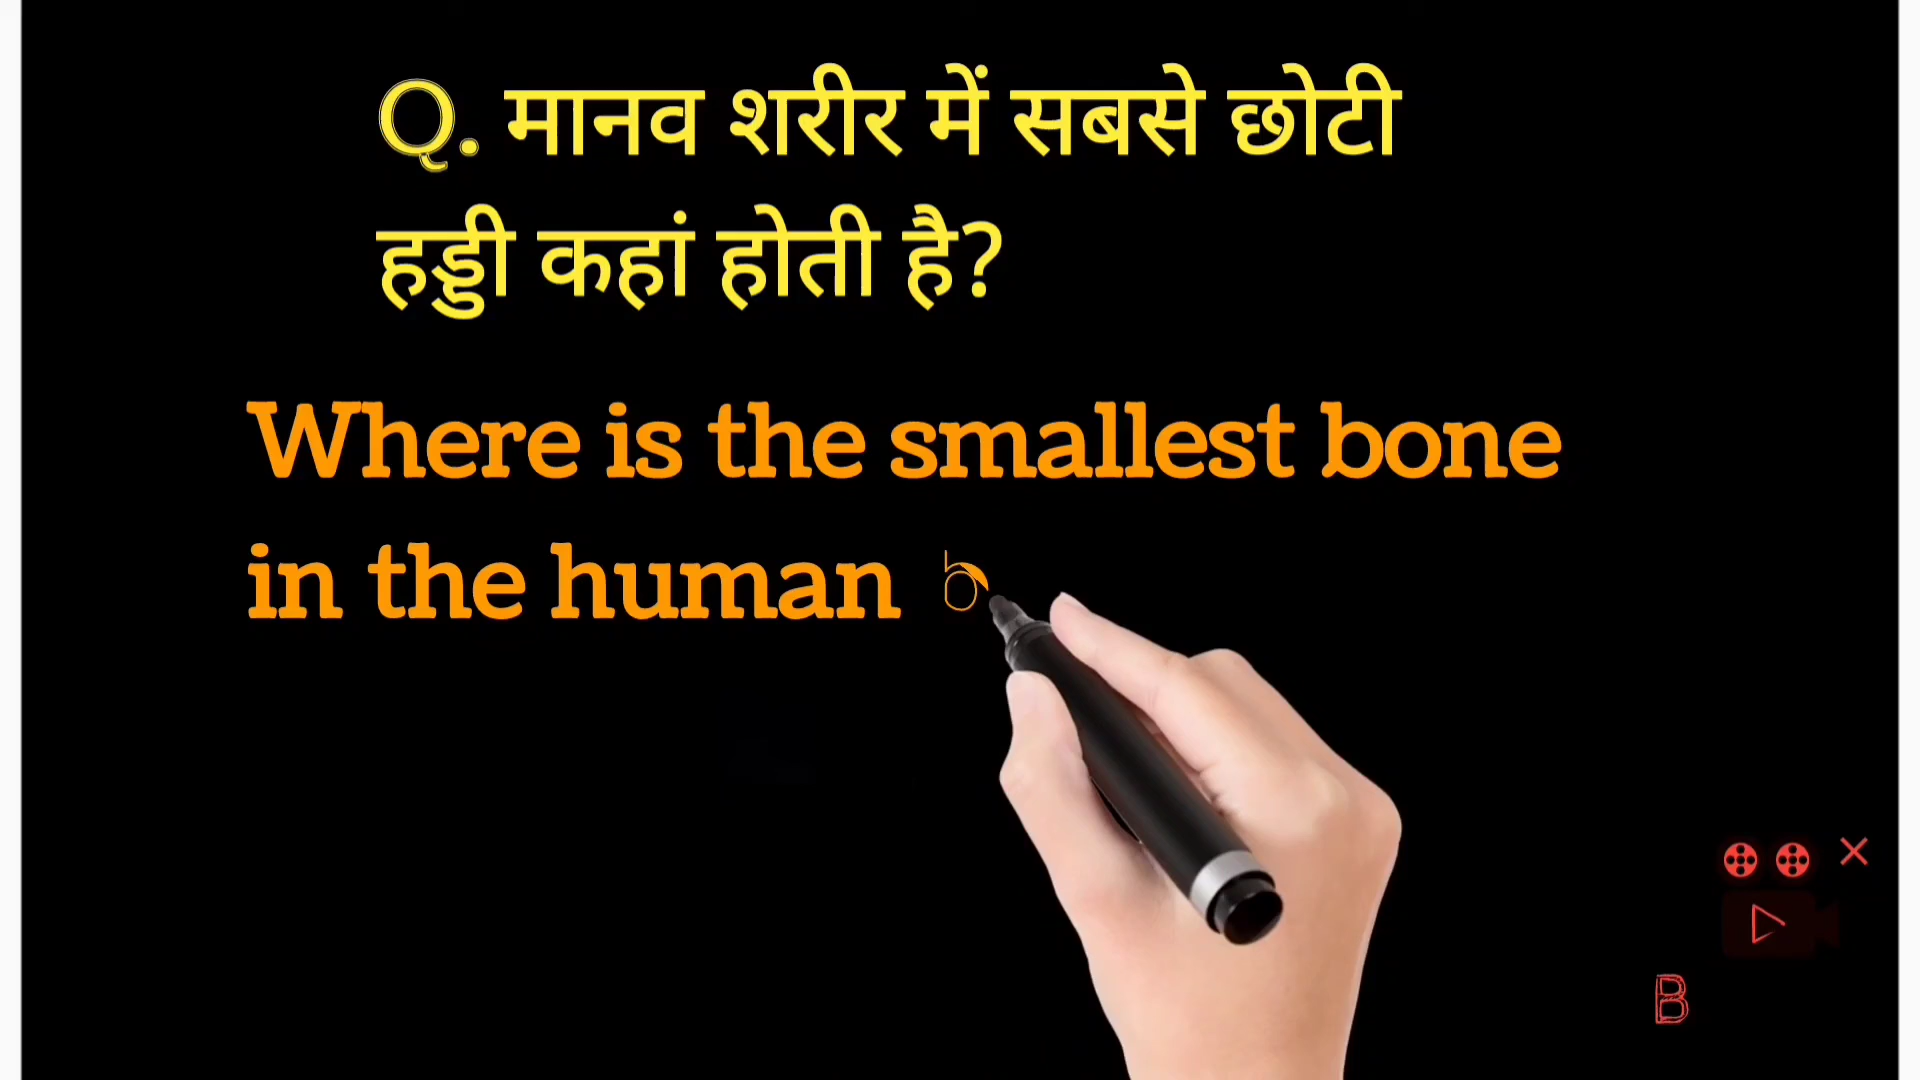 Q. मानव शरीर में सबसे छोटी
हड्डी कहां होती है?
Where is the smallest bone
in the human b
B